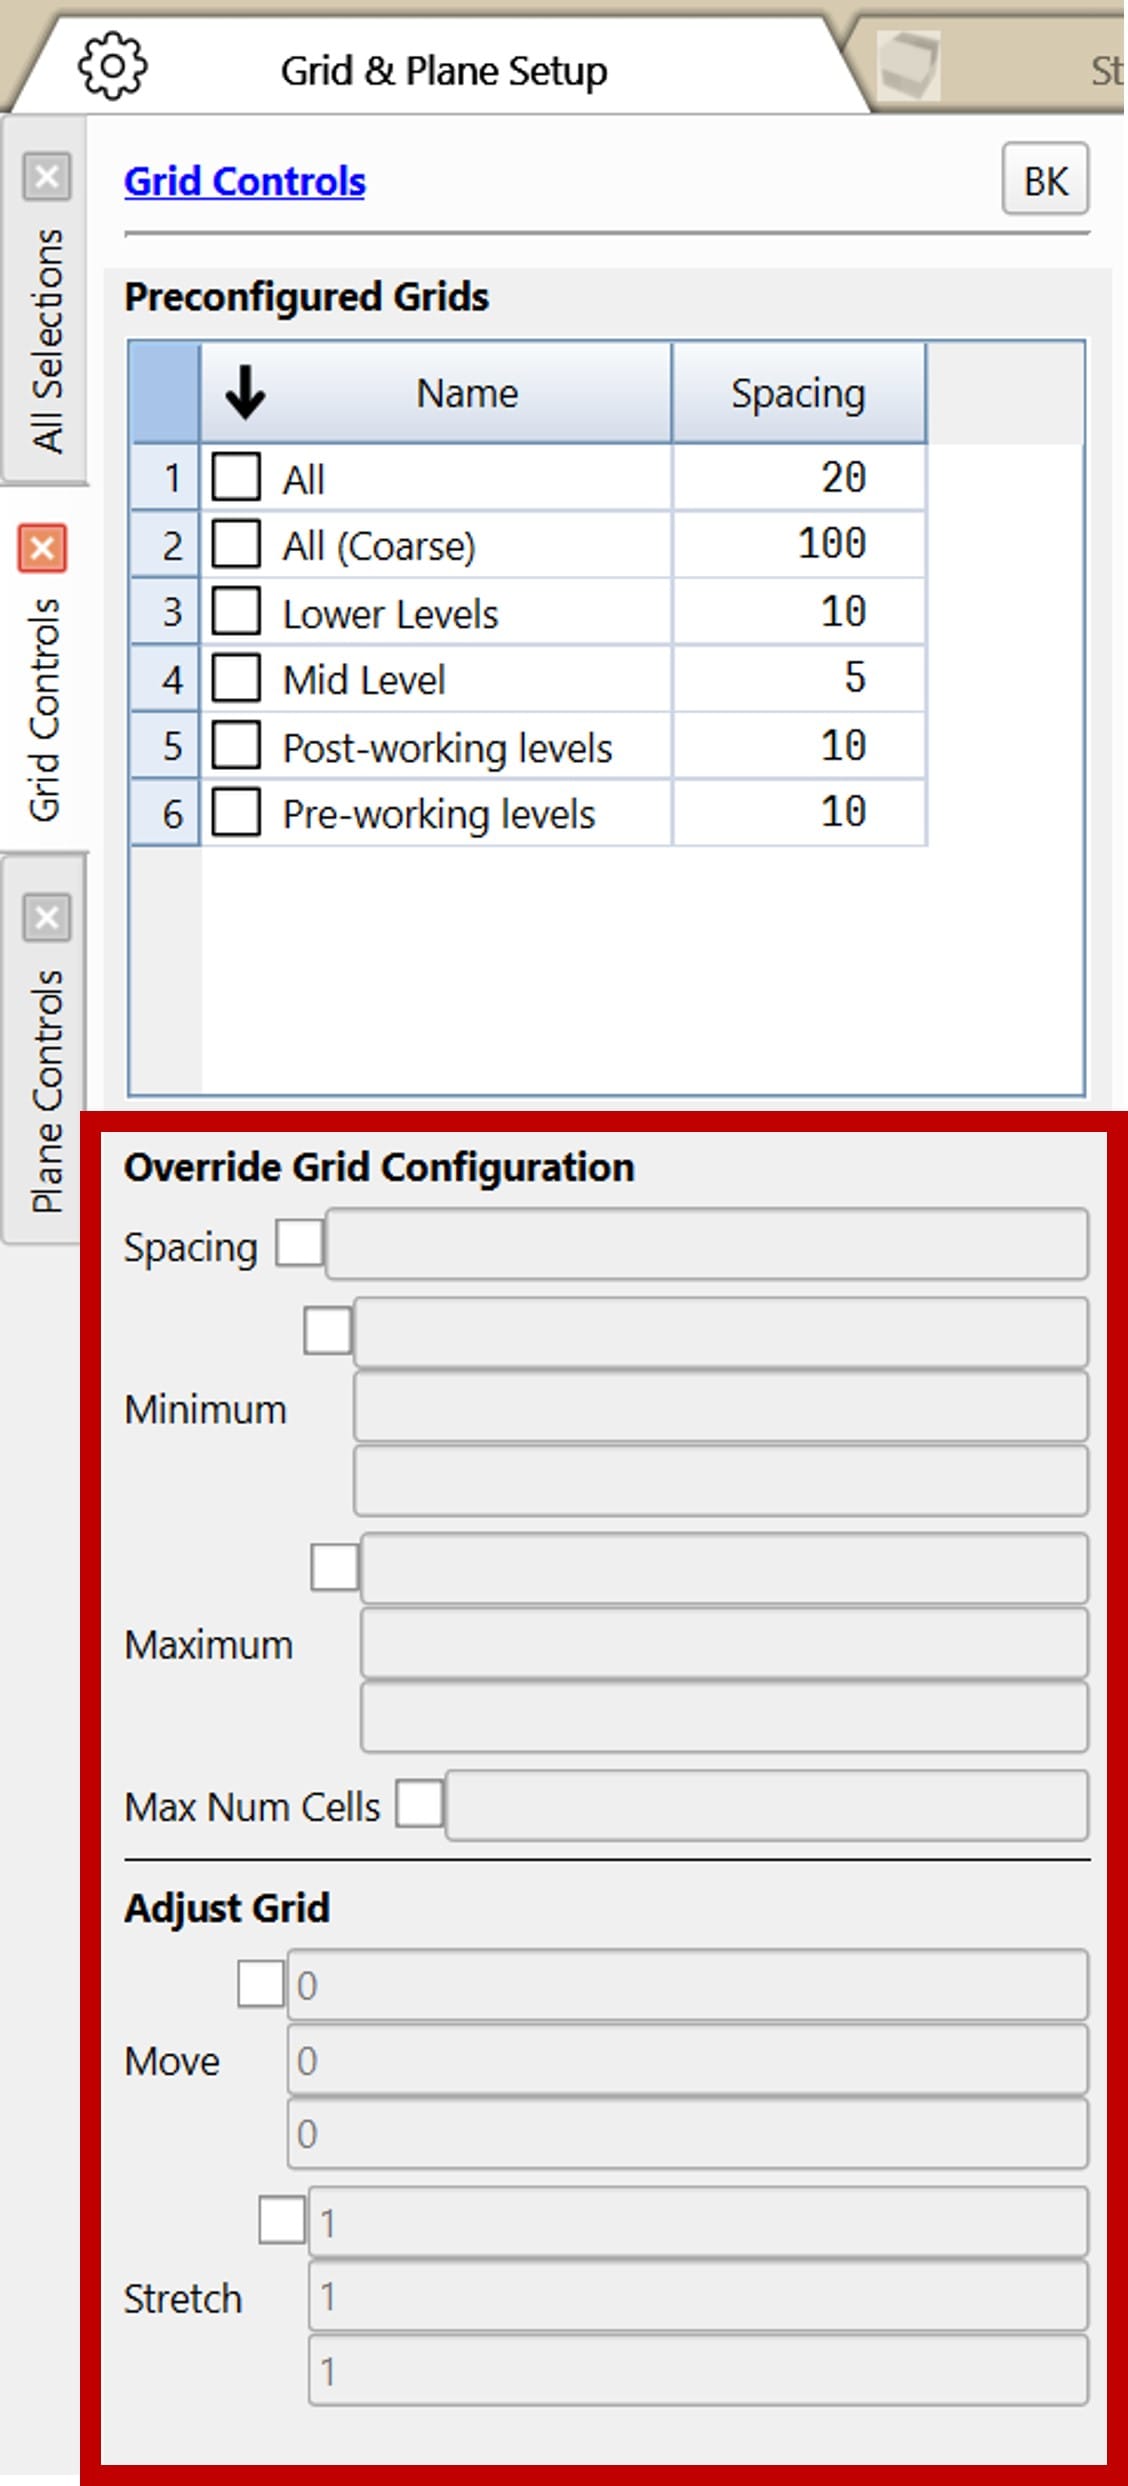 Grid & Plane Setup
St
All Selections
Grid Controls
Plane Controls
Grid Controls
BK
Preconfigured Grids
Name Spacing
1 All 20
2 All (Coarse) 100
3 Lower Levels 10
4 Mid Level 5
5 Post-working levels 10
6 Pre-working levels 10
Override Grid Configuration
Spacing
Minimum
Maximum
Max Num Cells
Adjust Grid
0
Move 0
0
1
Stretch 1
1